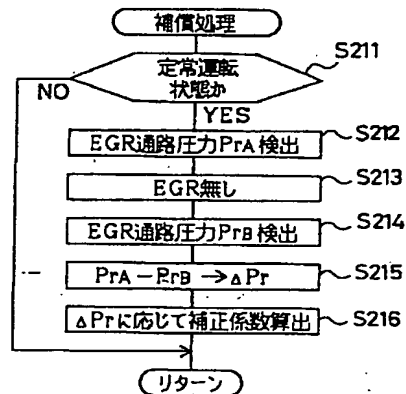 補償処理
S211
定常運転
状態か
NO
YES
S212
EGR通路圧力PrA 検出
S213
EGR無し
S214
EGR通路圧力PrB 検出
PrA − PrB → △Pr
S215
△Prに応じて補正係数算出
S216
リターン